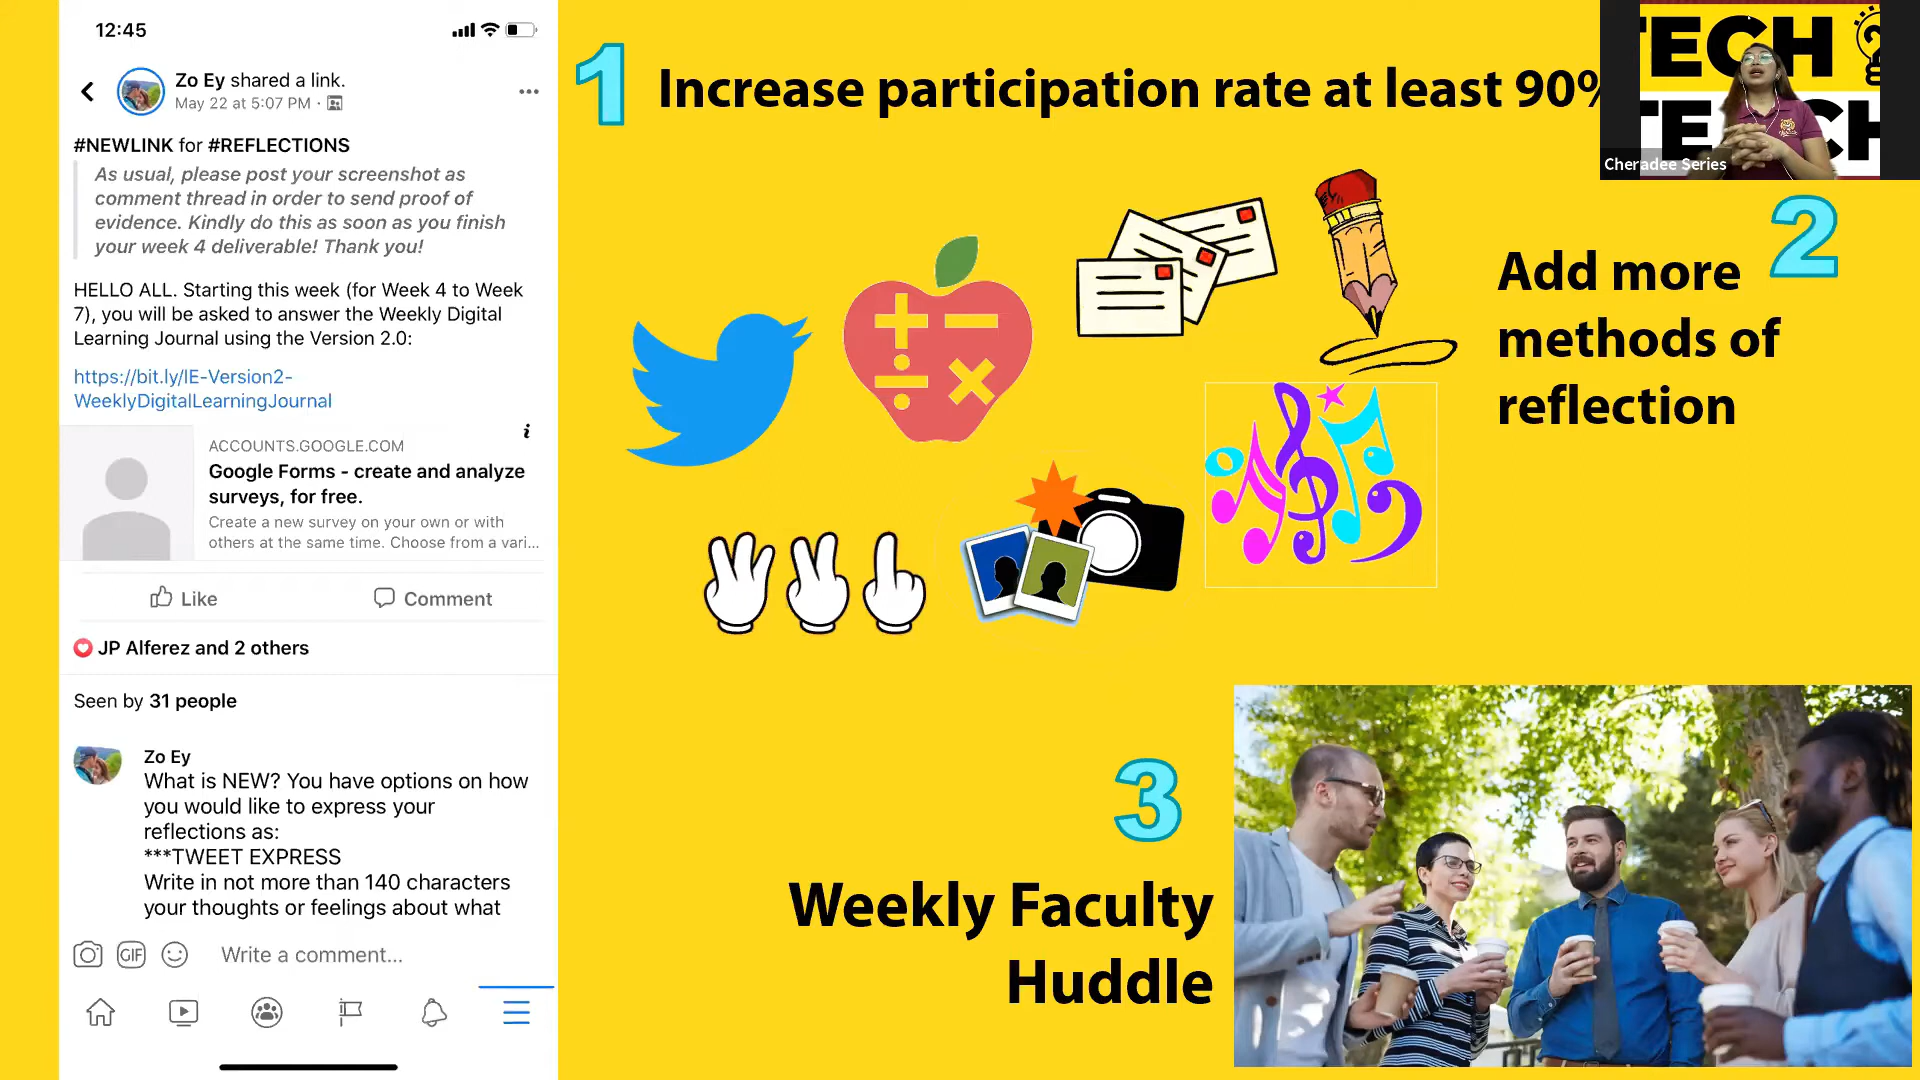 12:45
Zo Ey shared a link.
May 22 at 5:07 PM ·
#NEWLINK for #REFLECTIONS
As usual, please post your screenshot as
comment thread in order to send proof of
evidence. Kindly do this as soon as you finish
your week 4 deliverable! Thank you!
HELLO ALL. Starting this week (for Week 4 to Week
7), you will be asked to answer the Weekly Digital
Learning Journal using the Version 2.0:
https://bit.ly/IE-Version2-
WeeklyDigitalLearningJournal
ACCOUNTS.GOOGLE.COM
Google Forms - create and analyze
surveys, for free.
Create a new survey on your own or with
others at the same time. Choose from a vari...
Like
Comment
JP Alferez and 2 others
Seen by 31 people
Zo Ey
What is NEW? You have options on how
you would like to express your
reflections as:
***TWEET EXPRESS
Write in not more than 140 characters
your thoughts or feelings about what
GIF
Write a comment...
1
Increase participation rate at least 90%
2
Add more
methods of
reflection
3
Weekly Faculty
Huddle
TECH
TE CH
Cheradee Series